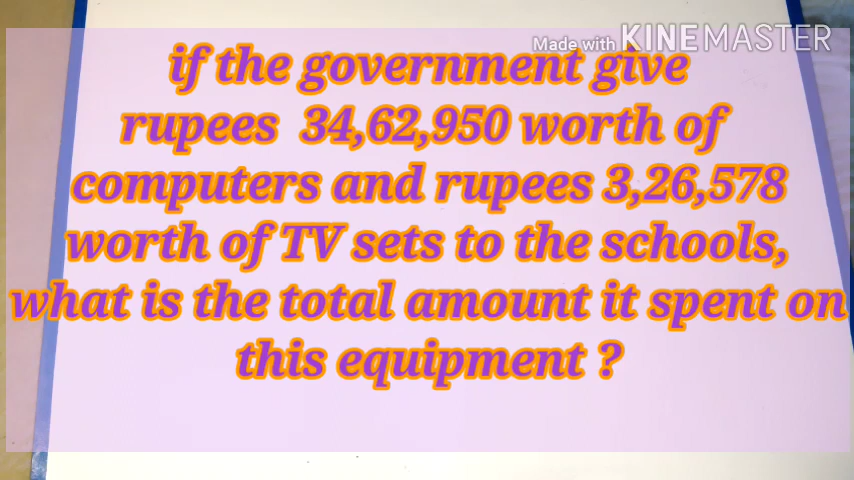 Made with KINEMASTER
if the government give
rupees 34,62,950 worth of
computers and rupees 3,26,578
worth of TV sets to the schools,
what is the total amount it spent on
this equipment ?